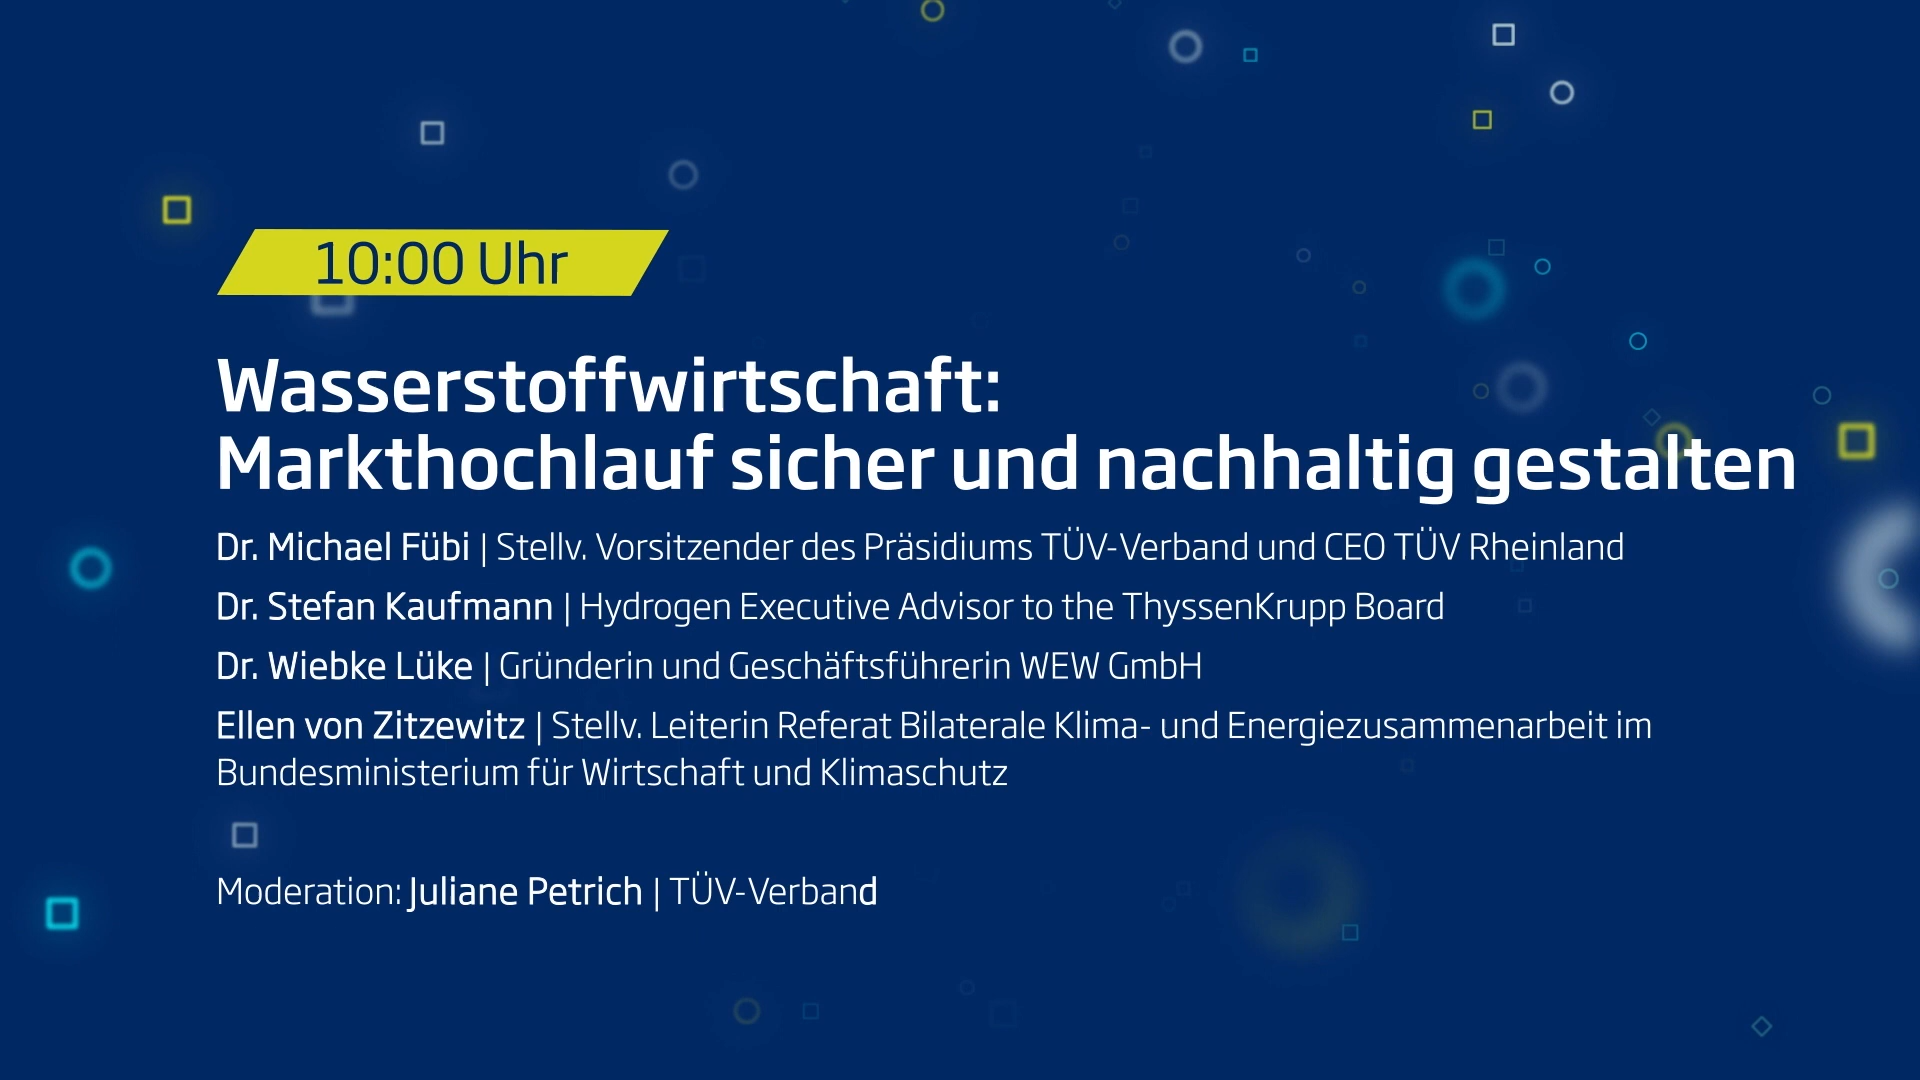 10:00 Uhr
Wasserstoffwirtschaft:
Markthochlauf sicher und nachhaltig gestalten
Dr. Michael Fübi | Stellv. Vorsitzender des Präsidiums TÜV-Verband und CEO TÜV Rheinland
Dr. Stefan Kaufmann | Hydrogen Executive Advisor to the ThyssenKrupp Board
Dr. Wiebke Lüke | Gründerin und Geschäftsführerin WEW GmbH
Ellen von Zitzewitz | Stellv. Leiterin Referat Bilaterale Klima- und Energiezusammenarbeit im
Bundesministerium für Wirtschaft und Klimaschutz
Moderation: Juliane Petrich | TÜV-Verband